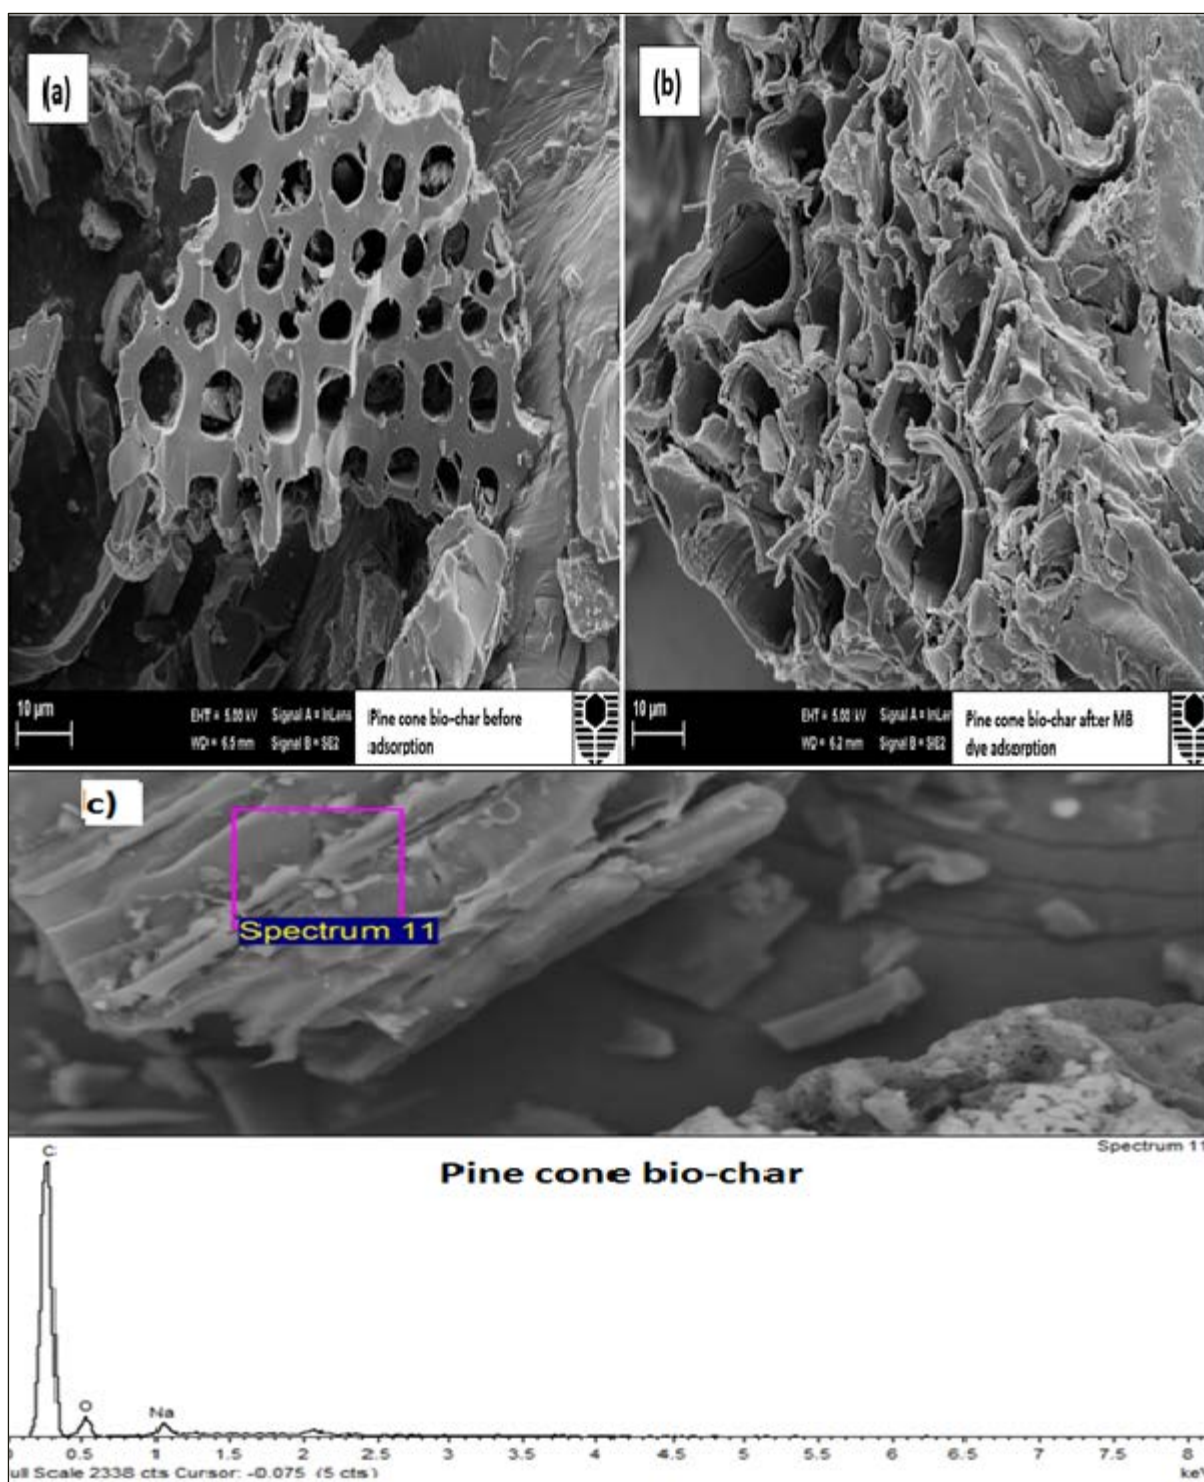 (a)
(b)
10 µm
EHT = 5.00 kV Signal A = InLens
WD = 6.5 mm Signal B = SE2
Pine cone bio-char before
adsorption
10 µm
EHT = 5.00 kV Signal A = InLen
WD = 6.2 mm Signal B = SE2
Pine cone bio-char after MB
dye adsorption
c)
Spectrum 11
Spectrum 11
Pine cone bio-char
C
O
Na
0.5 1 1.5 2 2.5 3 3.5 4 4.5 5 5.5 6 6.5 7 7.5 8
ull Scale 2338 cts Cursor: -0.075 (5 cts)
keV